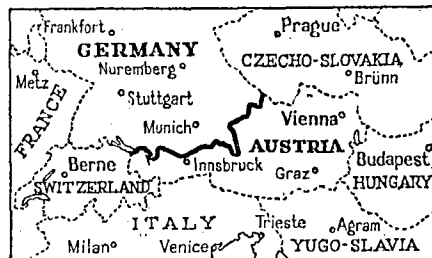 Frankfort
Prague
GERMANY
CZECHO-SLOVAKIA
Nuremberg
Metz
Brünn
Stuttgart
FRANCE
Munich
Vienna
AUSTRIA
Berne
Innsbruck
Budapest
SWITZERLAND
Graz
HUNGARY
ITALY
Trieste
Agram
Milan
Venice
YUGO-SLAVIA